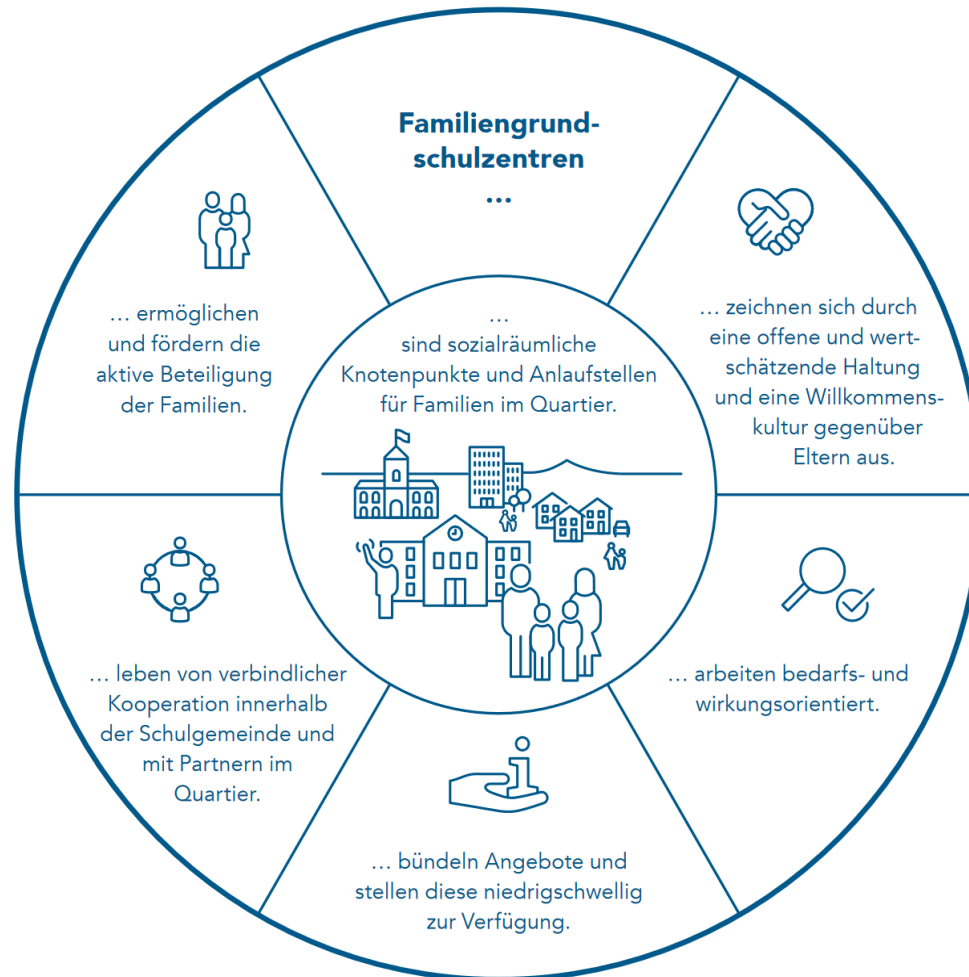 Familiengrund-
schulzentren
...
... zeichnen sich durch
eine offene und wert-
schätzende Haltung
und eine Willkommens-
kultur gegenüber
Eltern aus.
... arbeiten bedarfs- und
wirkungsorientiert.
... bündeln Angebote und
stellen diese niedrigschwellig
zur Verfügung.
... leben von verbindlicher
Kooperation innerhalb
der Schulgemeinde und
mit Partnern im
Quartier.
... ermöglichen
und fördern die
aktive Beteiligung
der Familien.
...
sind sozialräumliche
Knotenpunkte und Anlaufstellen
für Familien im Quartier.